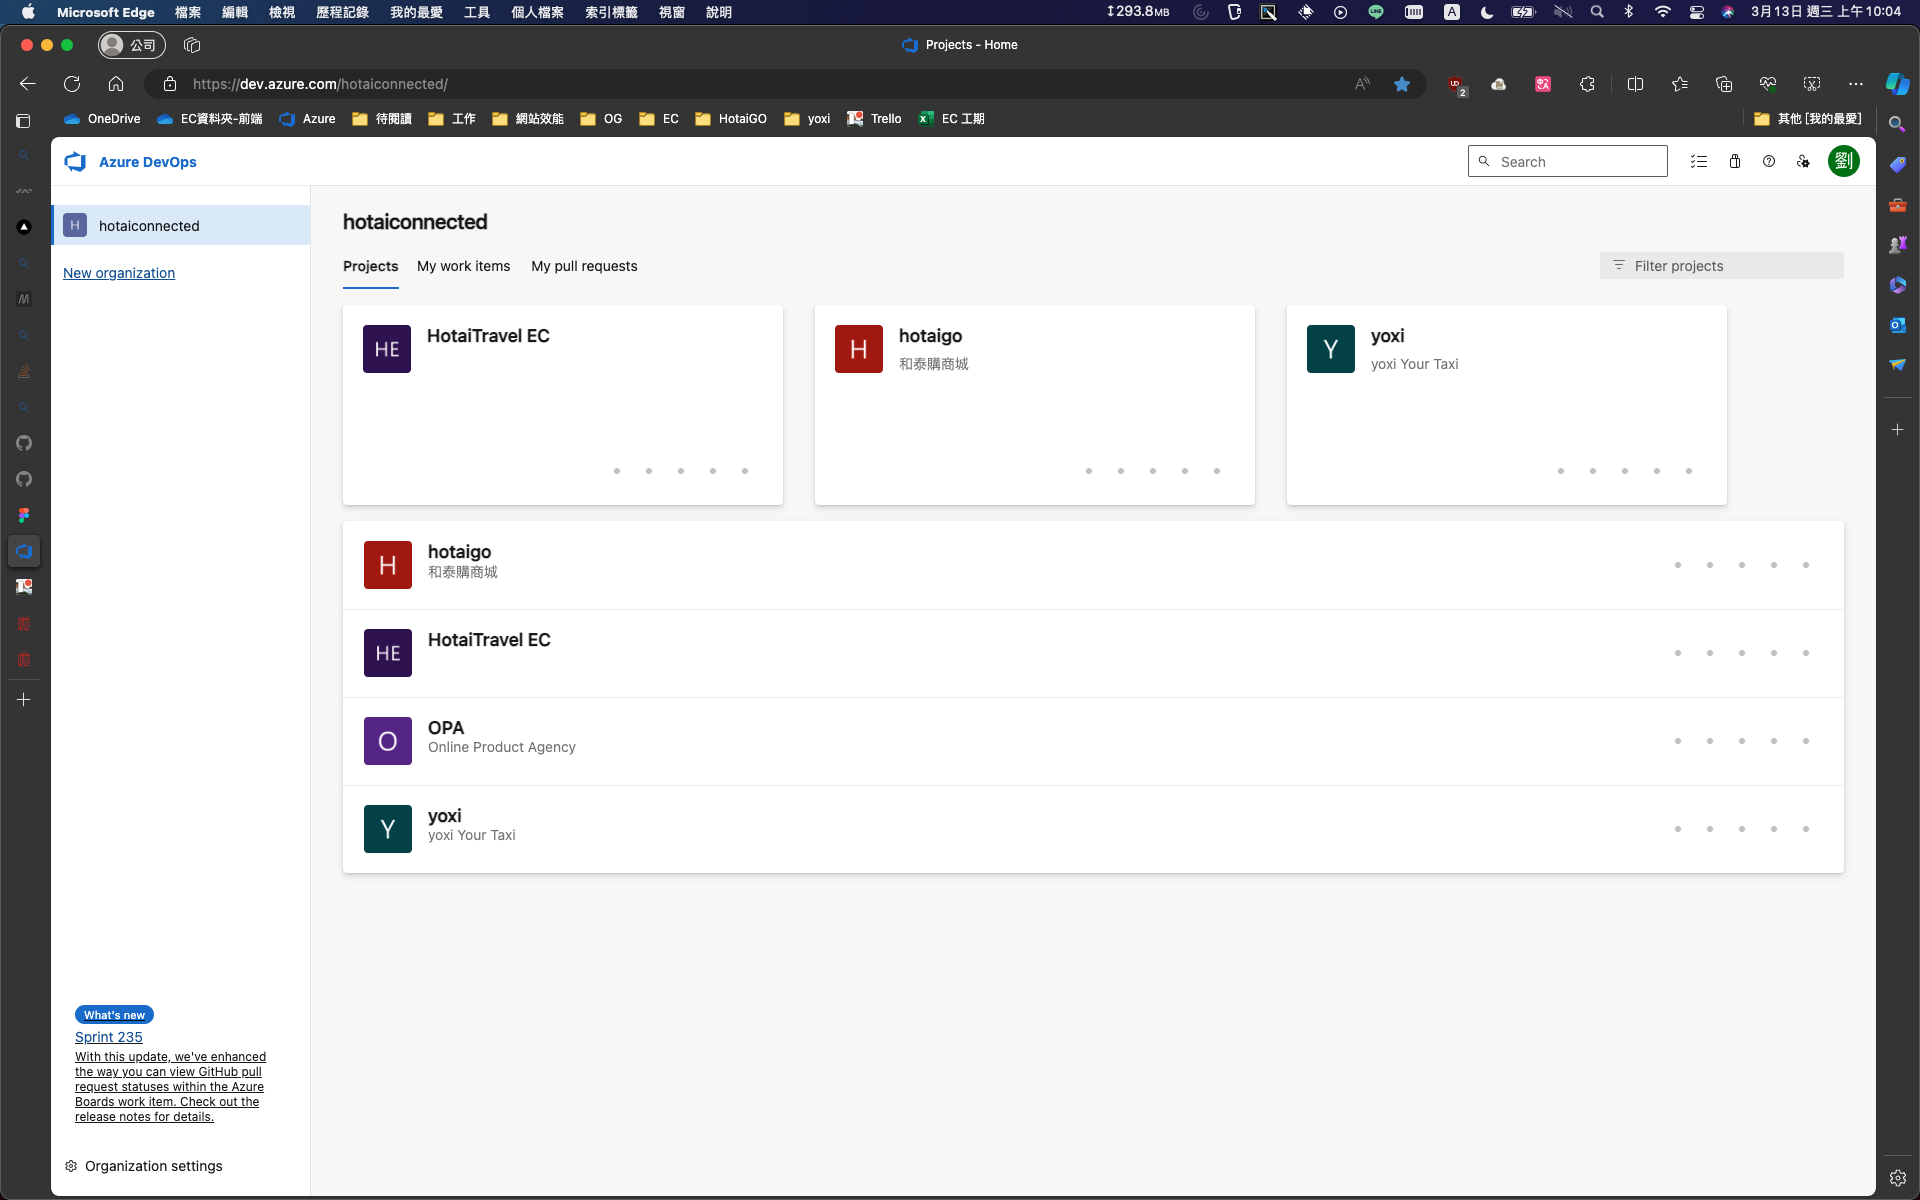 Microsoft Edge 檔案 編輯 檢視 歷程記錄 我的最愛 工具 個人檔案 索引標籤 視窗 說明 293.8MB A 3月13日 週三 上午10:04
公司 Projects - Home
https://dev.azure.com/hotaiconnected/ 2
OneDrive EC資料夾-前端 Azure 待閱讀 工作 網站效能 OG EC HotaiGO yoxi Trello EC 工期 其他 [我的最愛]
Azure DevOps Search 劉
H hotaiconnected
New organization
hotaiconnected
Projects My work items My pull requests Filter projects
HE HotaiTravel EC
H hotaigo
和泰購商城
Y yoxi
yoxi Your Taxi
H hotaigo
和泰購商城
HE HotaiTravel EC
O OPA
Online Product Agency
Y yoxi
yoxi Your Taxi
What's new
Sprint 235
With this update, we've enhanced
the way you can view GitHub pull
request statuses within the Azure
Boards work item. Check out the
release notes for details.
Organization settings